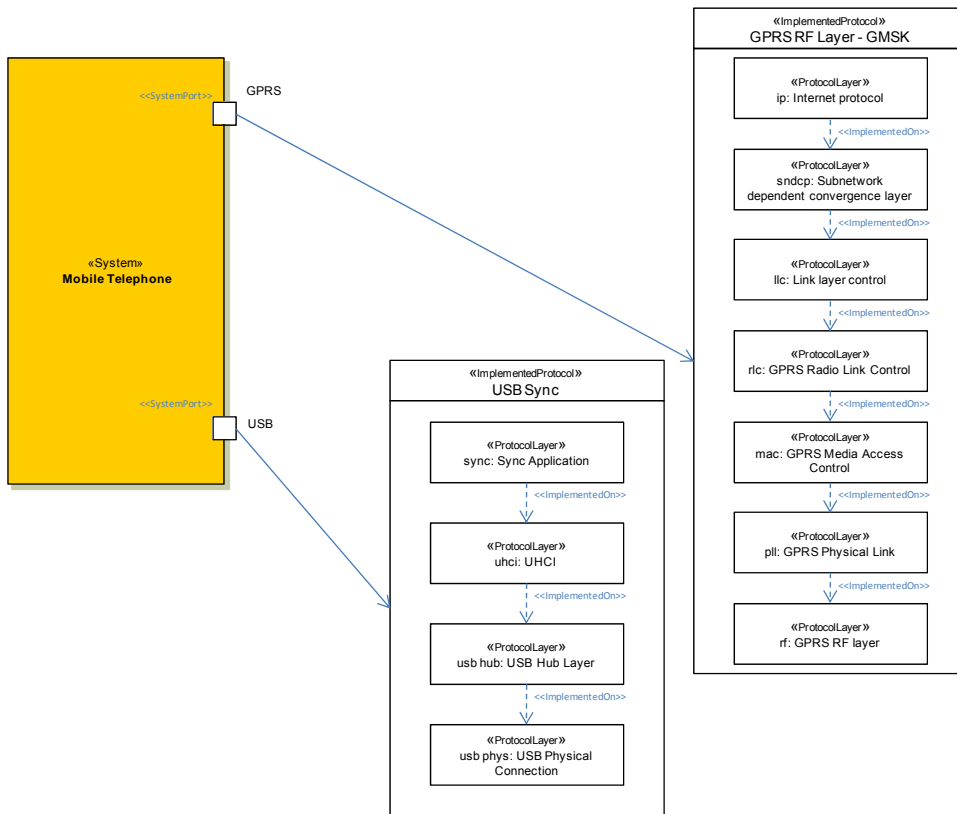 <<SystemPort>>
GPRS
«System»
Mobile Telephone
<<SystemPort>>
USB
«ImplementedProtocol»
USB Sync
«ProtocolLayer»
sync: Sync Application
<<ImplementedOn>>
«ProtocolLayer»
uhci: UHCI
<<ImplementedOn>>
«ProtocolLayer»
usb hub: USB Hub Layer
<<ImplementedOn>>
«ProtocolLayer»
usb phys: USB Physical
Connection
«ImplementedProtocol»
GPRS RF Layer - GMSK
«ProtocolLayer»
ip: Internet protocol
<<ImplementedOn>>
«ProtocolLayer»
sndcp: Subnetwork
dependent convergence layer
<<ImplementedOn>>
«ProtocolLayer»
llc: Link layer control
<<ImplementedOn>>
«ProtocolLayer»
rlc: GPRS Radio Link Control
<<ImplementedOn>>
«ProtocolLayer»
mac: GPRS Media Access
Control
<<ImplementedOn>>
«ProtocolLayer»
pll: GPRS Physical Link
<<ImplementedOn>>
«ProtocolLayer»
rf: GPRS RF layer